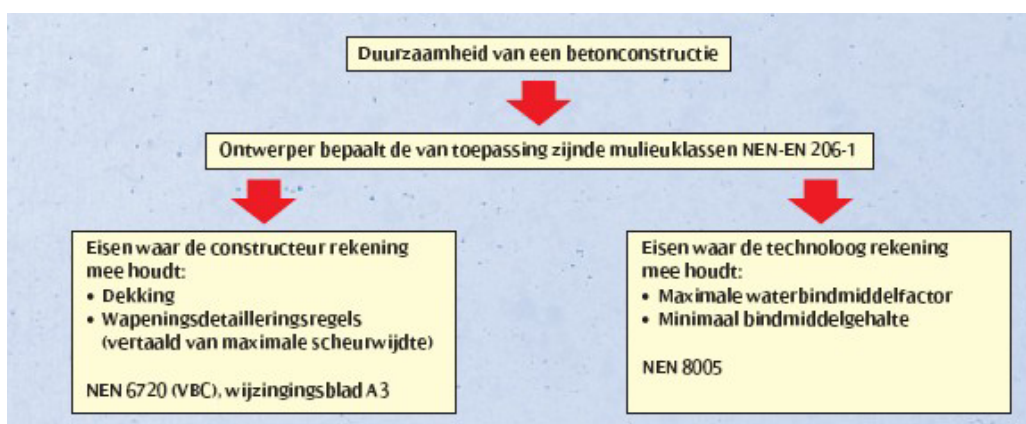 Duurzaamheid van een betonconstructie
Ontwerper bepaalt de van toepassing zijnde mulieuklassen NEN-EN 206-1
Eisen waar de constructeur rekening
mee houdt:
• Dekking
• Wapeningsdetailleringsregels
(vertaald van maximale scheurwijdte)
NEN 6720 (VBC), wijzingingsblad A3
Eisen waar de technoloog rekening
mee houdt:
• Maximale waterbindmiddelfactor
• Minimaal bindmiddelgehalte
NEN 8005